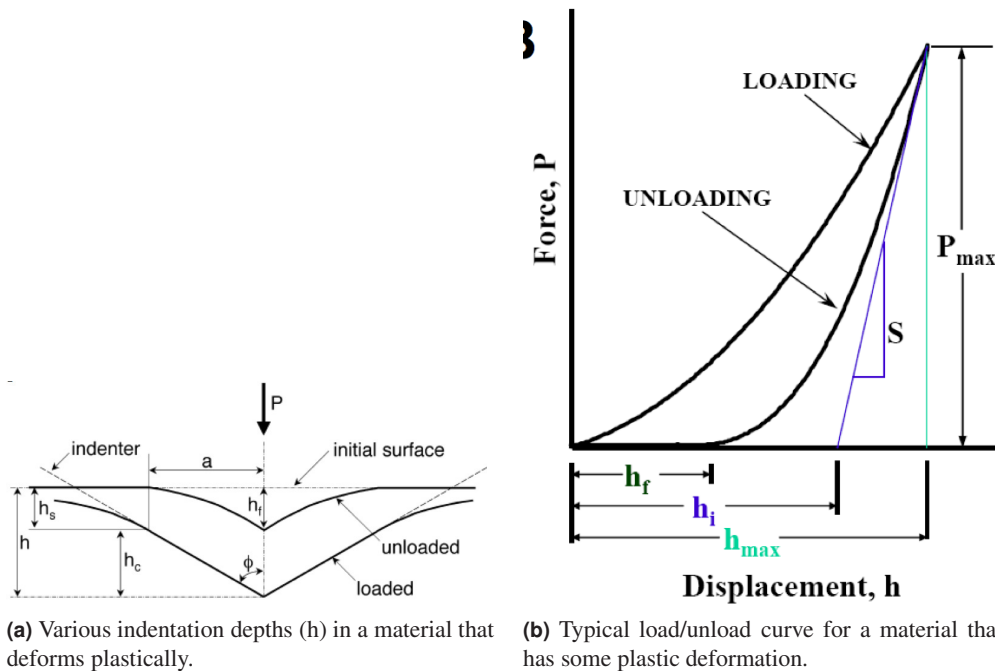 P
indenter
a
initial surface
h_s
h
h_f
h_c
ϕ
unloaded
loaded
(a) Various indentation depths (h) in a material that
deforms plastically.
LOADING
UNLOADING
Force, P
P_max
S
h_f
h_i
h_max
Displacement, h
(b) Typical load/unload curve for a material tha
has some plastic deformation.